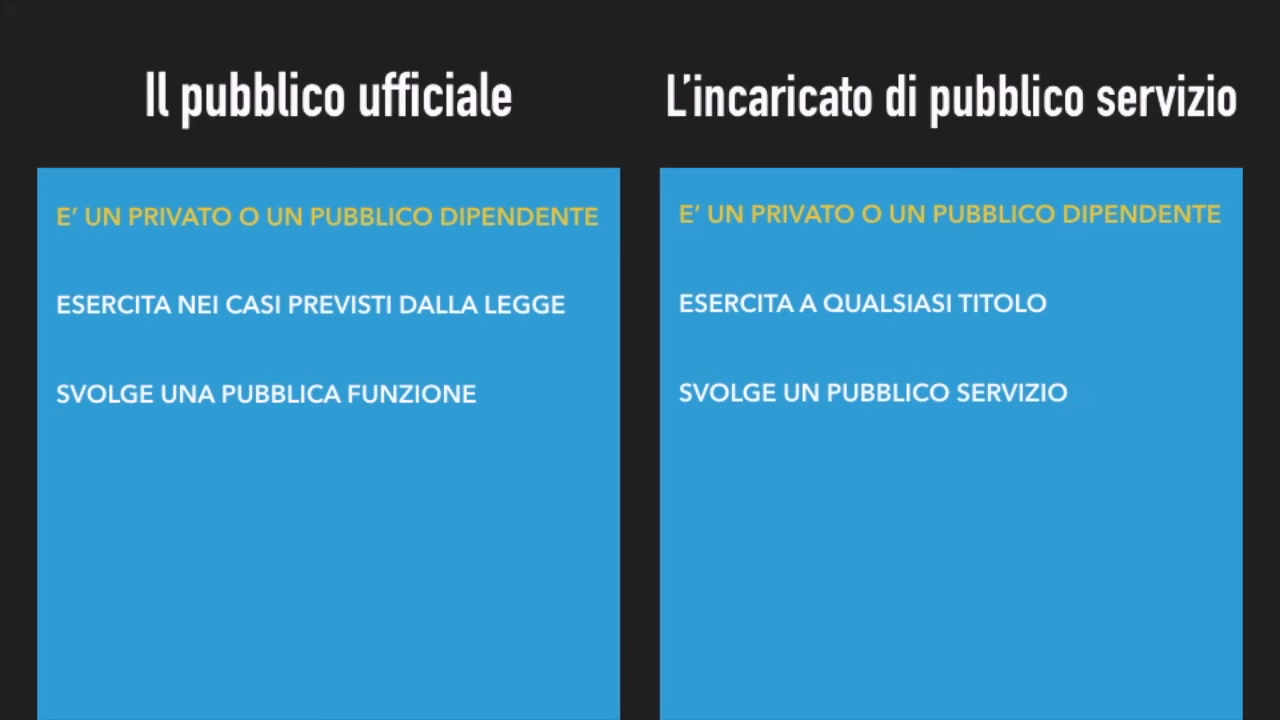 Il pubblico ufficiale
E' UN PRIVATO O UN PUBBLICO DIPENDENTE
ESERCITA NEI CASI PREVISTI DALLA LEGGE
SVOLGE UNA PUBBLICA FUNZIONE
L'incaricato di pubblico servizio
E' UN PRIVATO O UN PUBBLICO DIPENDENTE
ESERCITA A QUALSIASI TITOLO
SVOLGE UN PUBBLICO SERVIZIO